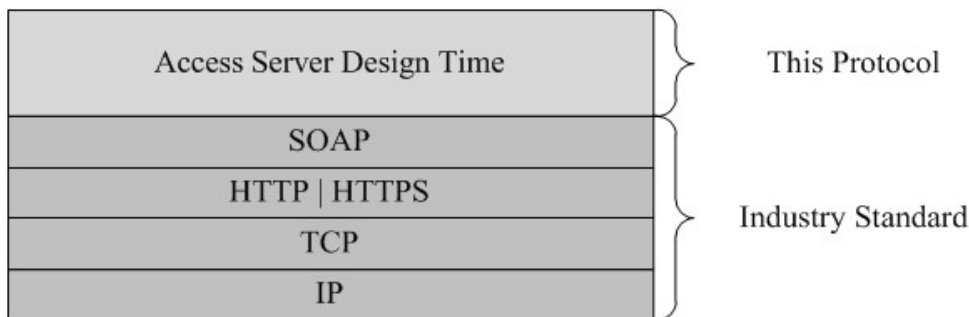 Access Server Design Time
This Protocol
SOAP
HTTP | HTTPS
TCP
IP
Industry Standard